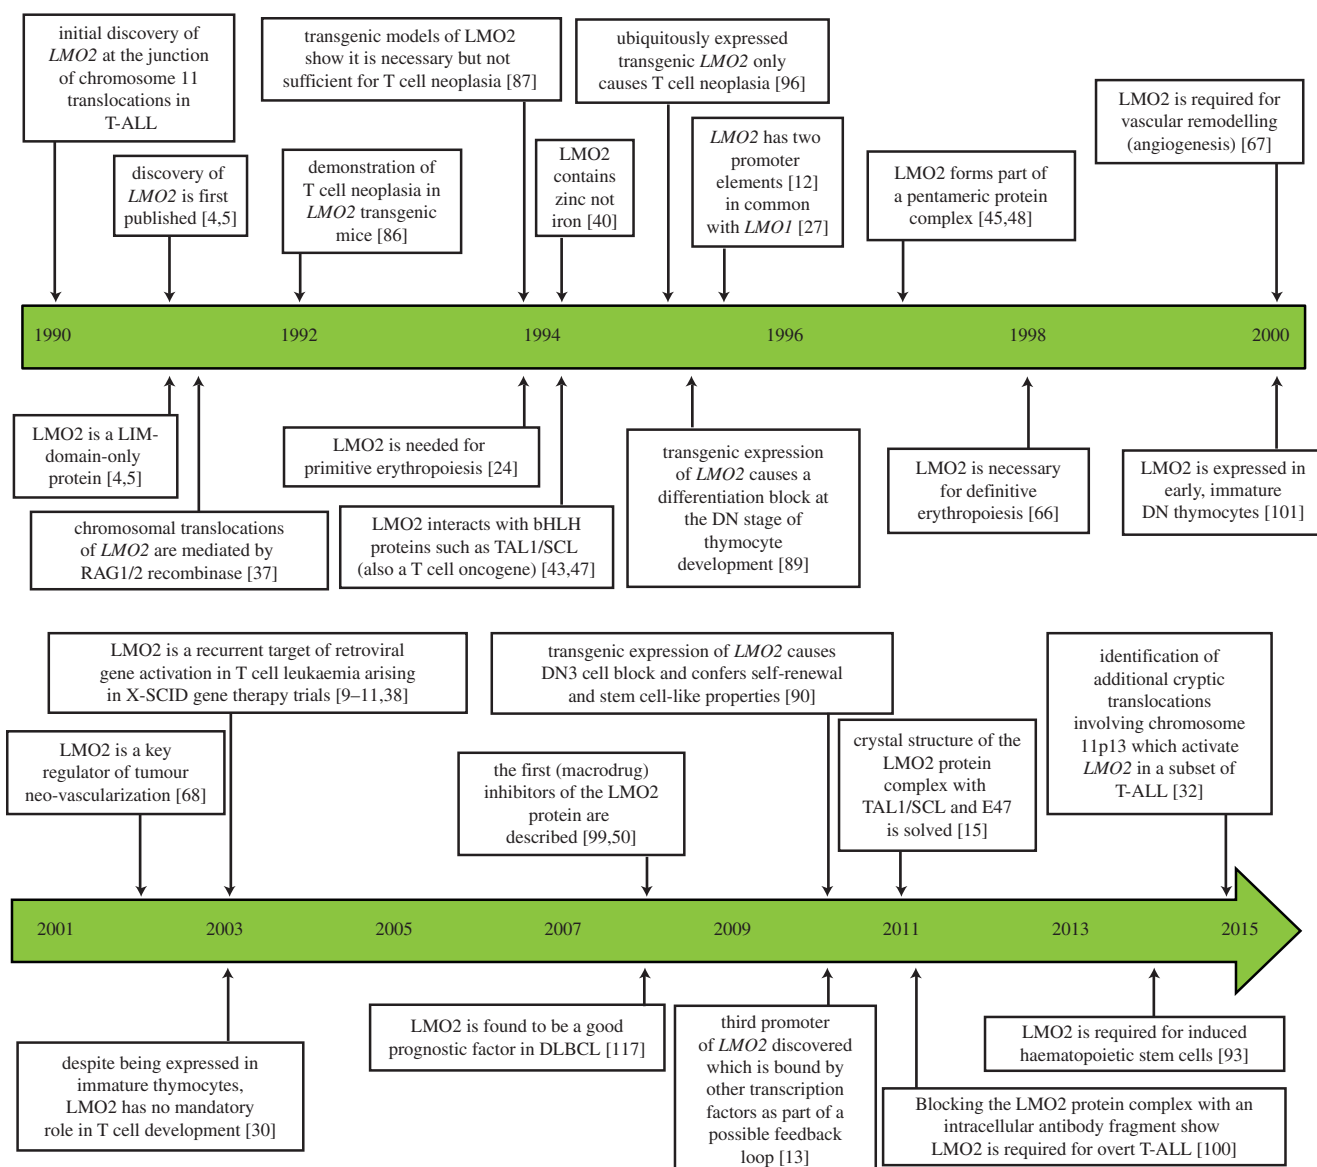 initial discovery of
LMO2 at the junction
of chromosome 11
translocations in
T-ALL
transgenic models of LMO2
show it is necessary but not
sufficient for T cell neoplasia [87]
ubiquitously expressed
transgenic LMO2 only
causes T cell neoplasia [96]
LMO2 is required for
vascular remodelling
(angiogenesis) [67]
discovery of
LMO2 is first
published [4,5]
demonstration of
T cell neoplasia in
LMO2 transgenic
mice [86]
LMO2
contains
zinc not
iron [40]
LMO2 has two
promoter
elements [12]
in common
with LMO1 [27]
LMO2 forms part of
a pentameric protein
complex [45,48]
1990 1992 1994 1996 1998 2000
LMO2 is a LIM-
domain-only
protein [4,5]
chromosomal translocations
of LMO2 are mediated by
RAG1/2 recombinase [37]
LMO2 is needed for
primitive erythropoiesis [24]
LMO2 interacts with bHLH
proteins such as TAL1/SCL
(also a T cell oncogene) [43,47]
transgenic expression
of LMO2 causes a
differentiation block at
the DN stage of
thymocyte
development [89]
LMO2 is necessary
for definitive
erythropoiesis [66]
LMO2 is expressed in
early, immature
DN thymocytes [101]
LMO2 is a recurrent target of retroviral
gene activation in T cell leukaemia arising
in X-SCID gene therapy trials [9–11,38]
LMO2 is a key
regulator of tumour
neo-vascularization [68]
transgenic expression of LMO2 causes
DN3 cell block and confers self-renewal
and stem cell-like properties [90]
the first (macrodrug)
inhibitors of the LMO2
protein are
described [99,50]
crystal structure of the
LMO2 protein
complex with
TAL1/SCL and E47
is solved [15]
identification of
additional cryptic
translocations
involving chromosome
11p13 which activate
LMO2 in a subset of
T-ALL [32]
2001 2003 2005 2007 2009 2011 2013 2015
despite being expressed in
immature thymocytes,
LMO2 has no mandatory
role in T cell development [30]
LMO2 is found to be a good
prognostic factor in DLBCL [117]
third promoter
of LMO2 discovered
which is bound by
other transcription
factors as part of a
possible feedback
loop [13]
LMO2 is required for induced
haematopoietic stem cells [93]
Blocking the LMO2 protein complex with an
intracellular antibody fragment show
LMO2 is required for overt T-ALL [100]